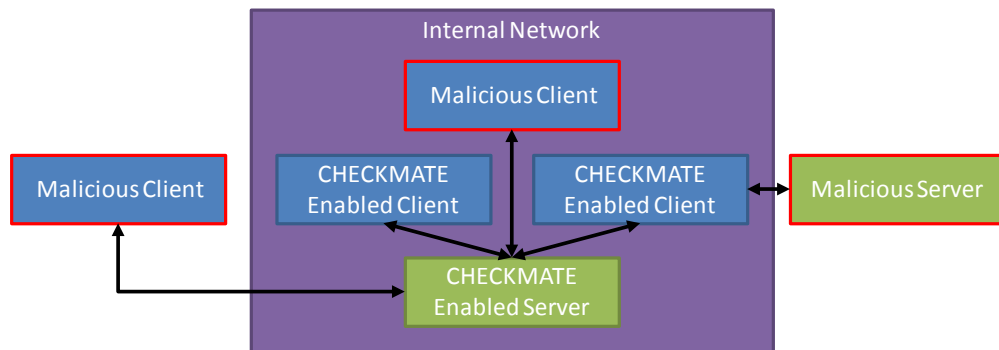 Internal Network
Malicious Client
Malicious Client
CHECKMATE
Enabled Client
CHECKMATE
Enabled Client
Malicious Server
CHECKMATE
Enabled Server